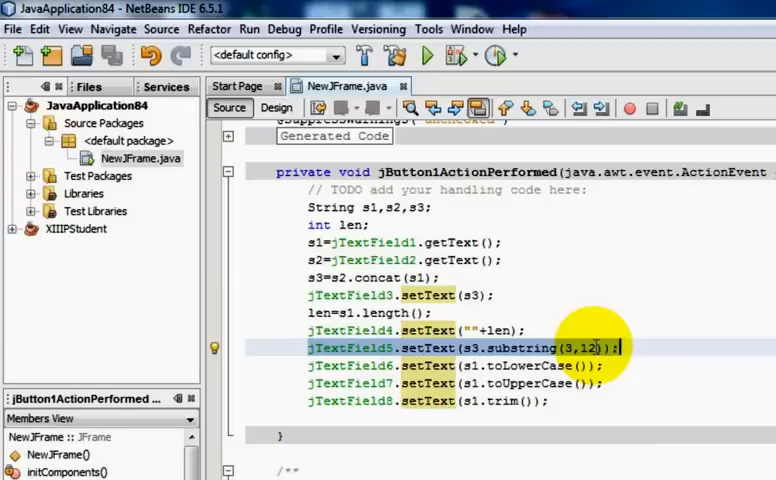 JavaApplication84 - NetBeans IDE 6.5.1
File Edit View Navigate Source Refactor Run Debug Profile Versioning Tools Window Help
<default config>
Files Services
Start Page NewJFrame.java
Source Design
JavaApplication84
Source Packages
<default package>
NewJFrame.java
Test Packages
Libraries
Test Libraries
XIIIPStudent
@SuppressWarnings("unchecked")
Generated Code
private void jButton1ActionPerformed(java.awt.event.ActionEvent
// TODO add your handling code here:
String s1,s2,s3;
int len;
s1=jTextField1.getText();
s2=jTextField2.getText();
s3=s2.concat(s1);
jTextField3.setText(s3);
len=s1.length();
jTextField4.setText(""+len);
jTextField5.setText(s3.substring(3,12));
jTextField6.setText(s1.toLowerCase());
jTextField7.setText(s1.toUpperCase());
jTextField8.setText(s1.trim());
}
/**
jButton1ActionPerformed ...
Members View
NewJFrame :: JFrame
NewJFrame()
initComponents()